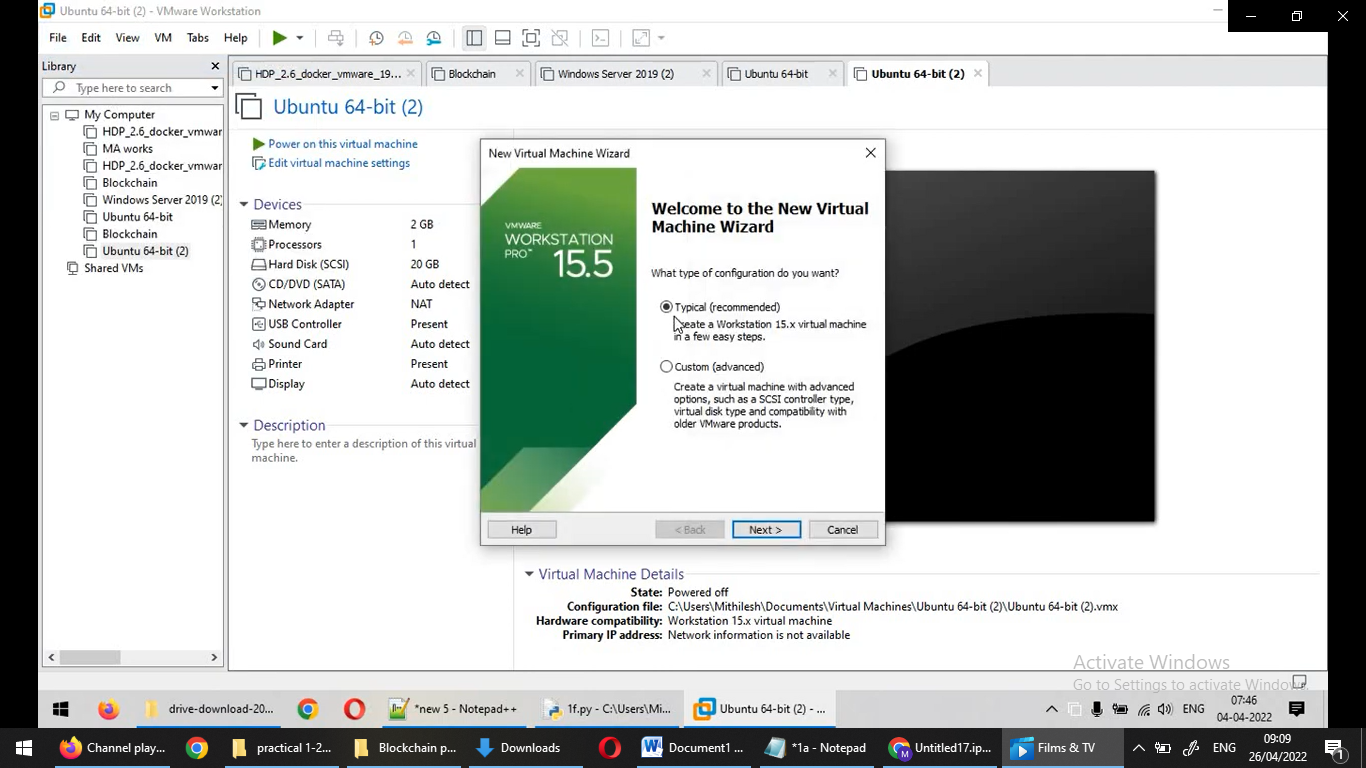 Ubuntu 64-bit (2) - VMware Workstation
File Edit View VM Tabs Help
Library
Type here to search
My Computer
HDP_2.6_docker_vmwar
MA works
HDP_2.6_docker_vmwar
Blockchain
Windows Server 2019 (2)
Ubuntu 64-bit
Blockchain
Ubuntu 64-bit (2)
Shared VMs
HDP_2.6_docker_vmware_19... Blockchain Windows Server 2019 (2) Ubuntu 64-bit Ubuntu 64-bit (2)
Ubuntu 64-bit (2)
Power on this virtual machine
Edit virtual machine settings
Devices
Memory 2 GB
Processors 1
Hard Disk (SCSI) 20 GB
CD/DVD (SATA) Auto detect
Network Adapter NAT
USB Controller Present
Sound Card Auto detect
Printer Present
Display Auto detect
Description
Type here to enter a description of this virtual
machine.
New Virtual Machine Wizard
VMWARE
WORKSTATION
PRO™ 15.5
Welcome to the New Virtual
Machine Wizard
What type of configuration do you want?
Typical (recommended)
Create a Workstation 15.x virtual machine
in a few easy steps.
Custom (advanced)
Create a virtual machine with advanced
options, such as a SCSI controller type,
virtual disk type and compatibility with
older VMware products.
Help < Back Next > Cancel
Virtual Machine Details
State: Powered off
Configuration file: C:\Users\Mithilesh\Documents\Virtual Machines\Ubuntu 64-bit (2)\Ubuntu 64-bit (2).vmx
Hardware compatibility: Workstation 15.x virtual machine
Primary IP address: Network information is not available
Activate Windows
Go to Settings to activate Windows.
drive-download-20... *new 5 - Notepad++ 1f.py - C:\Users\Mi... Ubuntu 64-bit (2) - ... ENG 07:46
04-04-2022
Channel play... practical 1-2... Blockchain p... Downloads Document1 ... *1a - Notepad Untitled17.ip... Films & TV ENG 09:09
26/04/2022 1